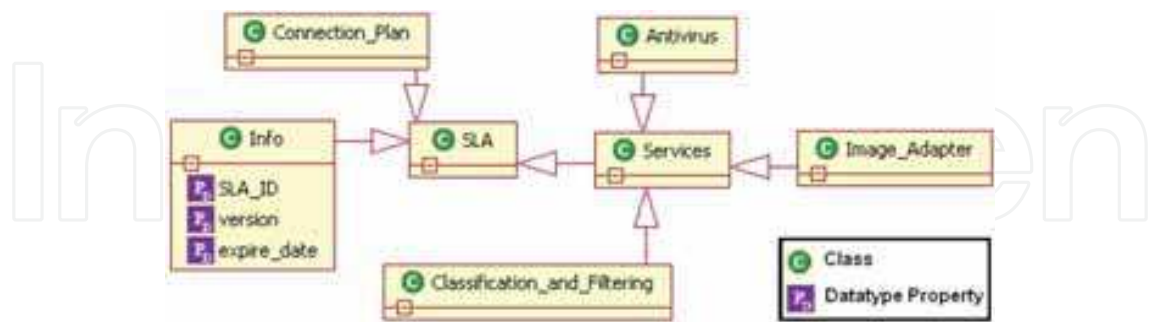 Connection_Plan
Antivirus
Info
SLA_ID
version
expire_date
SLA
Services
Image_Adapter
Classification_and_Filtering
Class
Datatype Property